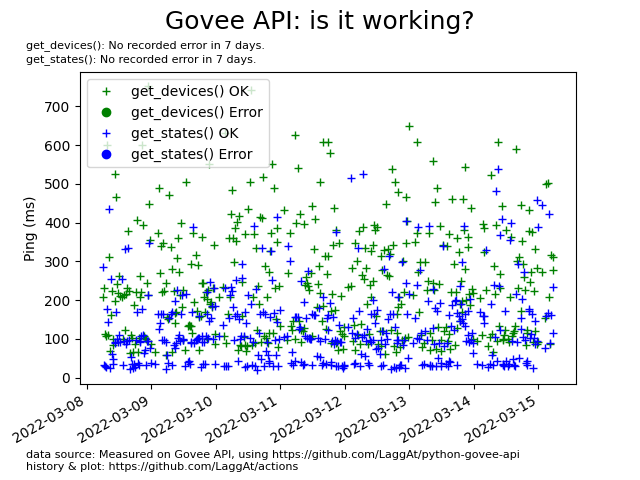 Govee API: is it working?
get_devices(): No recorded error in 7 days.
get_states(): No recorded error in 7 days.
get_devices() OK
get_devices() Error
get_states() OK
get_states() Error
Ping (ms)
700
600
500
400
300
200
100
0
2022-03-08
2022-03-09
2022-03-10
2022-03-11
2022-03-12
2022-03-13
2022-03-14
2022-03-15
data source: Measured on Govee API, using https://github.com/LaggAt/python-govee-api
history & plot: https://github.com/LaggAt/actions